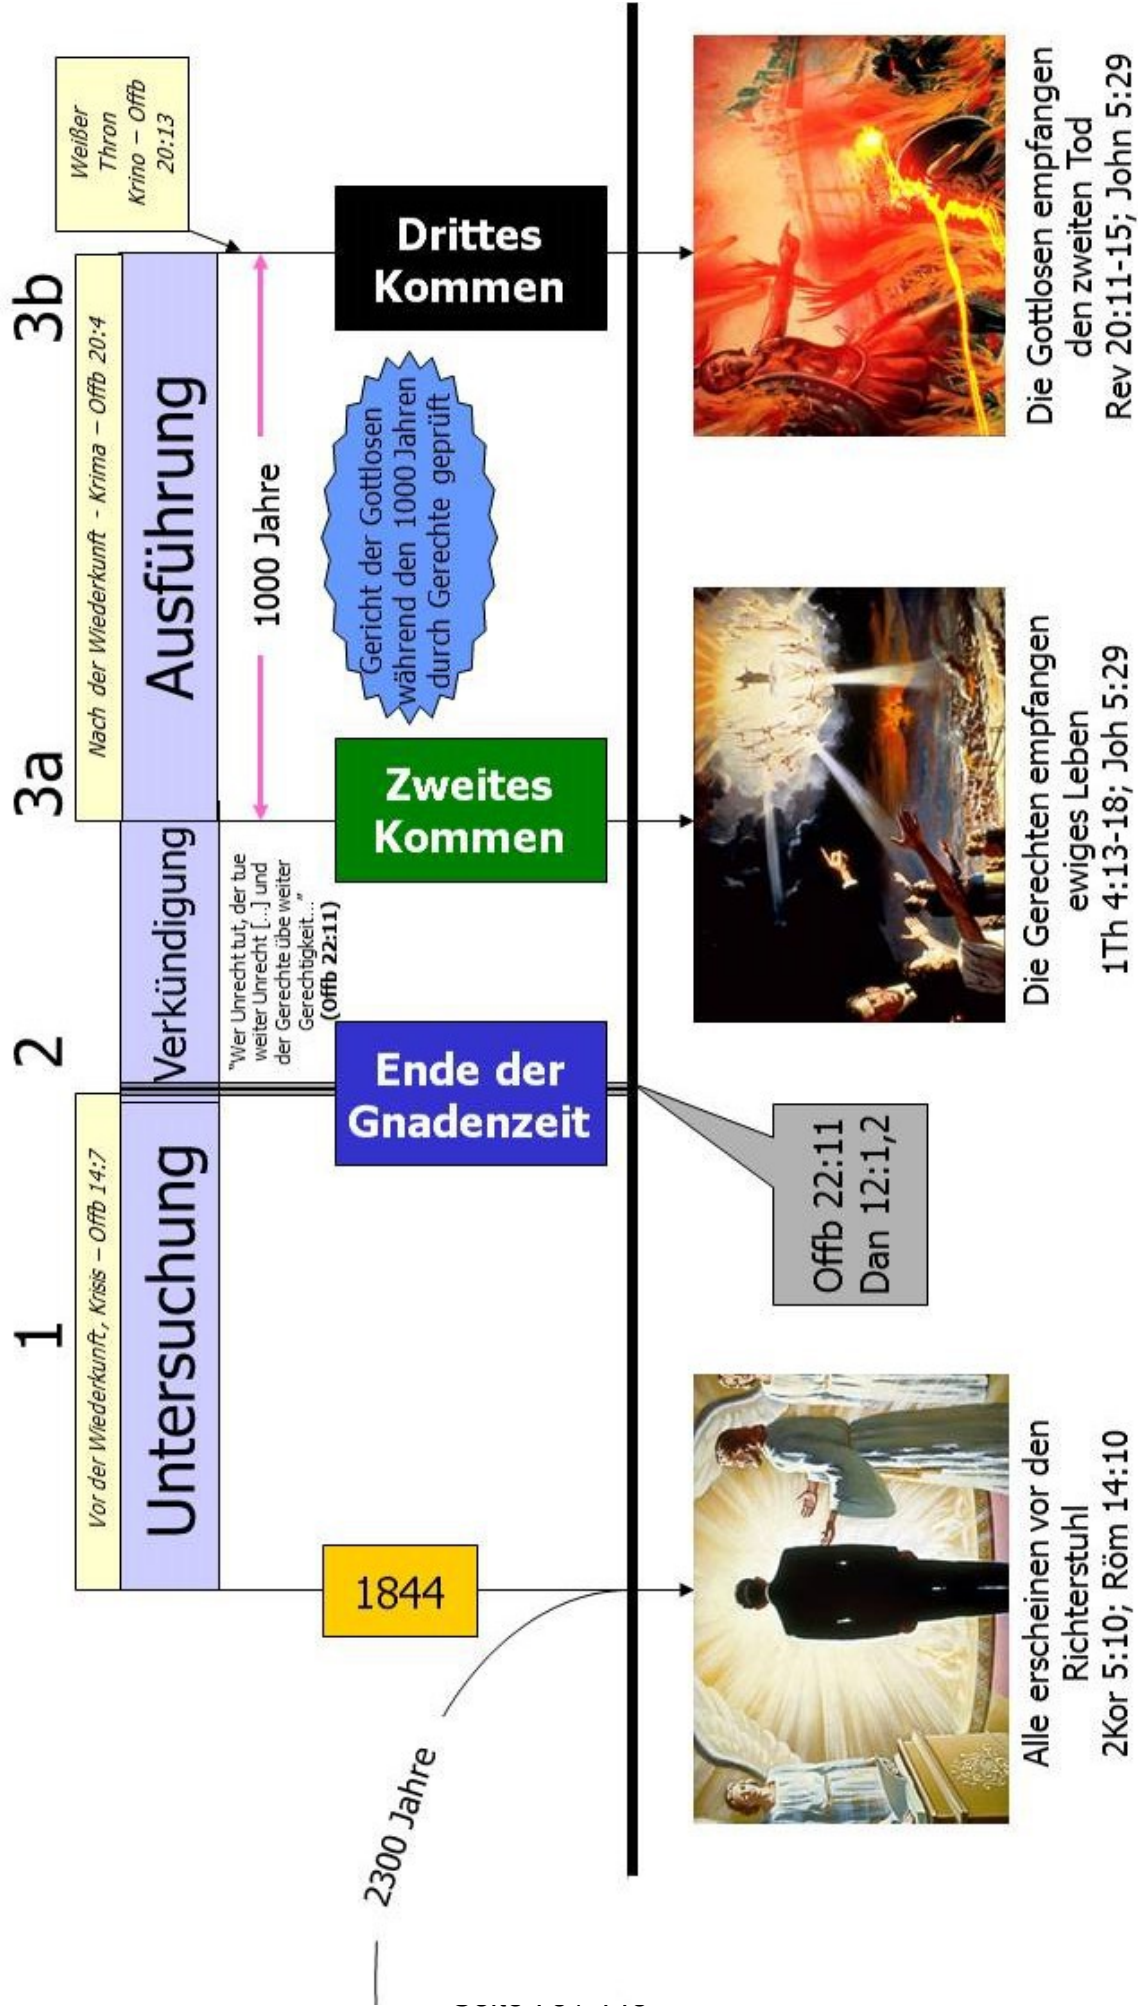 1
2
3a
3b
Vor der Wiederkunft, Krisis – Offb 14:7
Nach der Wiederkunft - Krima – Offb 20:4
Weißer
Thron
Krino – Offb
20:13
Untersuchung
Verkündigung
Ausführung
"Wer Unrecht tut, der tue
weiter Unrecht [..] und
der Gerechte übe weiter
Gerechtigkeit..."
(Offb 22:11)
1000 Jahre
2300 Jahre
1844
Ende der
Gnadenzeit
Zweites
Kommen
Gericht der Gottlosen
während den 1000 Jahren
durch Gerechte geprüft
Drittes
Kommen
Offb 22:11
Dan 12:1,2
Alle erscheinen vor den
Richterstuhl
2Kor 5:10; Röm 14:10
Die Gerechten empfangen
ewiges Leben
1Th 4:13-18; Joh 5:29
Die Gottlosen empfangen
den zweiten Tod
Rev 20:11-15; John 5:29